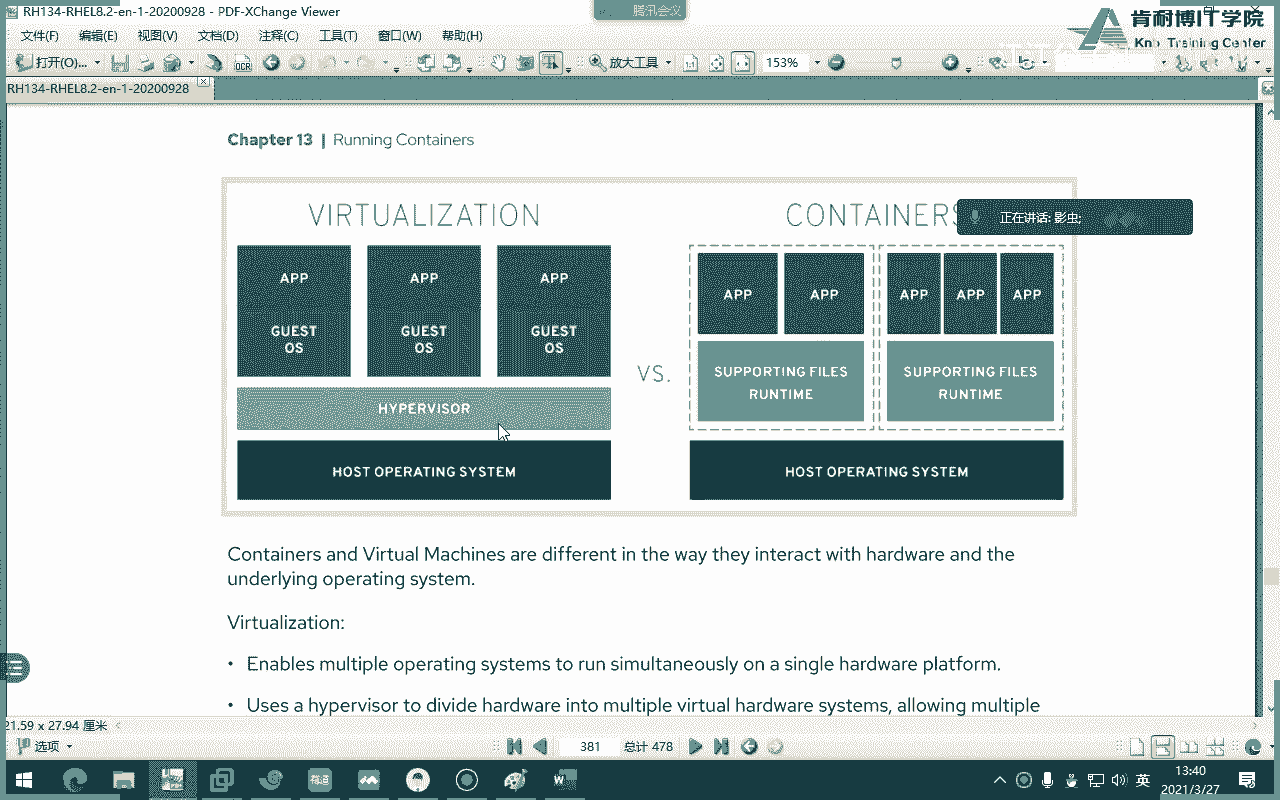 RH134-RHEL8.2-en-1-20200928 - PDF-XChange Viewer
腾讯会议
肯耐博IT学院
Knb Training Center
文件(F) 编辑(E) 视图(V) 文档(D) 注释(C) 工具(T) 窗口(W) 帮助(H)
打开(O)... OCR 放大工具 153%
RH134-RHEL8.2-en-1-20200928
Chapter 13 | Running Containers
正在讲话: 影虫;
VIRTUALIZATION
APP APP APP
GUEST OS GUEST OS GUEST OS
HYPERVISOR
HOST OPERATING SYSTEM
VS.
CONTAINERS
APP APP APP APP APP
SUPPORTING FILES SUPPORTING FILES
RUNTIME RUNTIME
HOST OPERATING SYSTEM
Containers and Virtual Machines are different in the way they interact with hardware and the
underlying operating system.
Virtualization:
• Enables multiple operating systems to run simultaneously on a single hardware platform.
• Uses a hypervisor to divide hardware into multiple virtual hardware systems, allowing multiple
21.59 x 27.94 厘米
选项 381 总计 478
英 13:40
2021/3/27